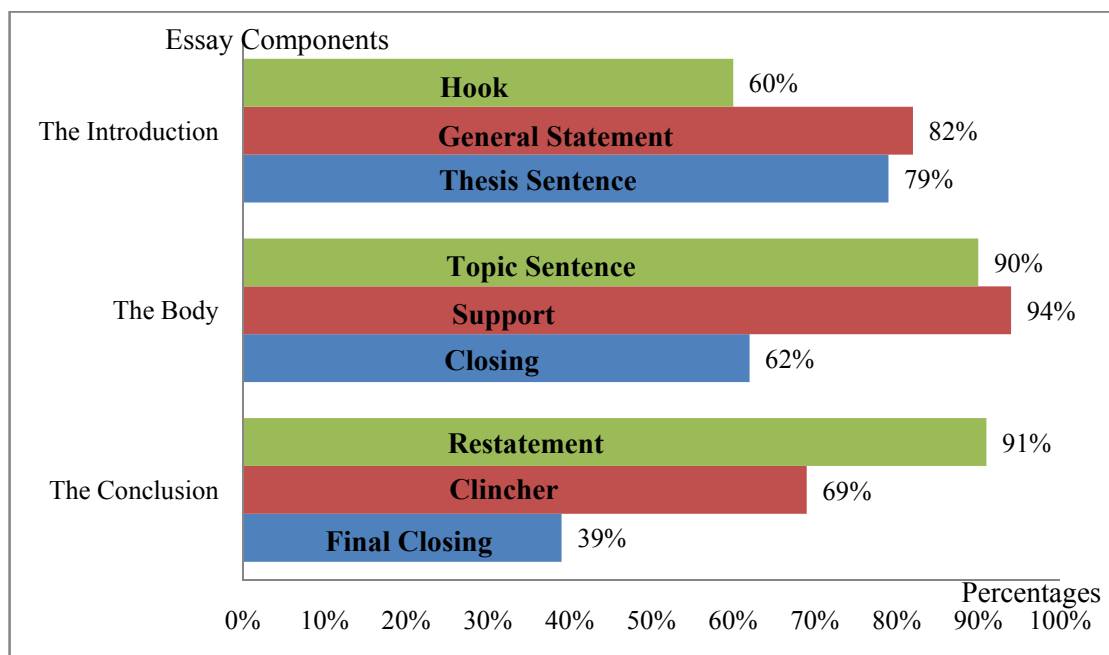 Essay Components
Hook 60%
The Introduction General Statement 82%
Thesis Sentence 79%
Topic Sentence 90%
The Body Support 94%
Closing 62%
Restatement 91%
The Conclusion Clincher 69%
Final Closing 39%
Percentages
0% 10% 20% 30% 40% 50% 60% 70% 80% 90% 100%